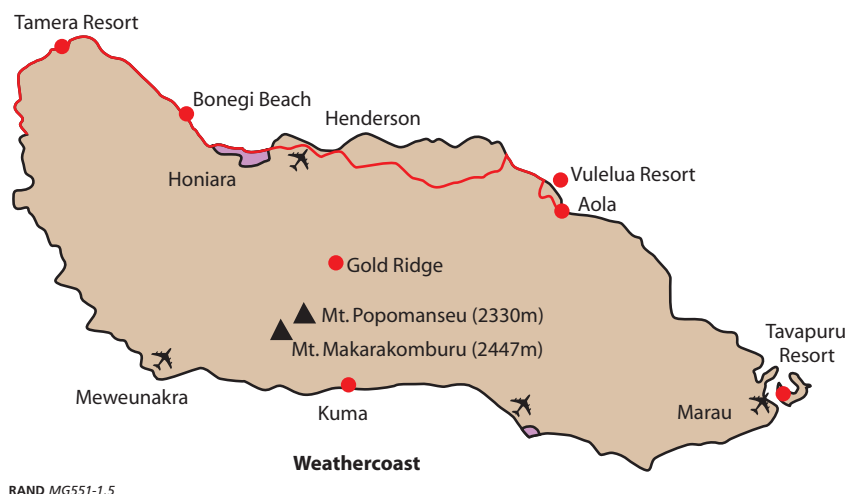 Tamera Resort
Bonegi Beach
Henderson
Honiara
Vulelua Resort
Aola
Gold Ridge
Mt. Popomanseu (2330m)
Mt. Makarakomburu (2447m)
Tavapuru
Resort
Meweunakra
Kuma
Marau
Weathercoast
RAND MG551-1.5